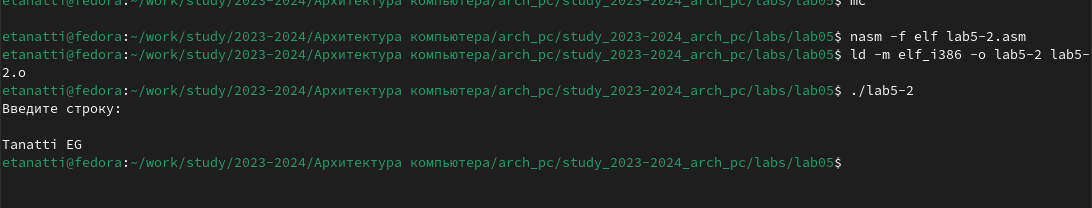 etanatti@fedora:~/work/study/2023-2024/Архитектура компьютера/arch_pc/study_2023-2024_arch_pc/labs/lab05$ mc
etanatti@fedora:~/work/study/2023-2024/Архитектура компьютера/arch_pc/study_2023-2024_arch_pc/labs/lab05$ nasm -f elf lab5-2.asm
etanatti@fedora:~/work/study/2023-2024/Архитектура компьютера/arch_pc/study_2023-2024_arch_pc/labs/lab05$ ld -m elf_i386 -o lab5-2 lab5-
2.o
etanatti@fedora:~/work/study/2023-2024/Архитектура компьютера/arch_pc/study_2023-2024_arch_pc/labs/lab05$ ./lab5-2
Введите строку:
Tanatti EG
etanatti@fedora:~/work/study/2023-2024/Архитектура компьютера/arch_pc/study_2023-2024_arch_pc/labs/lab05$